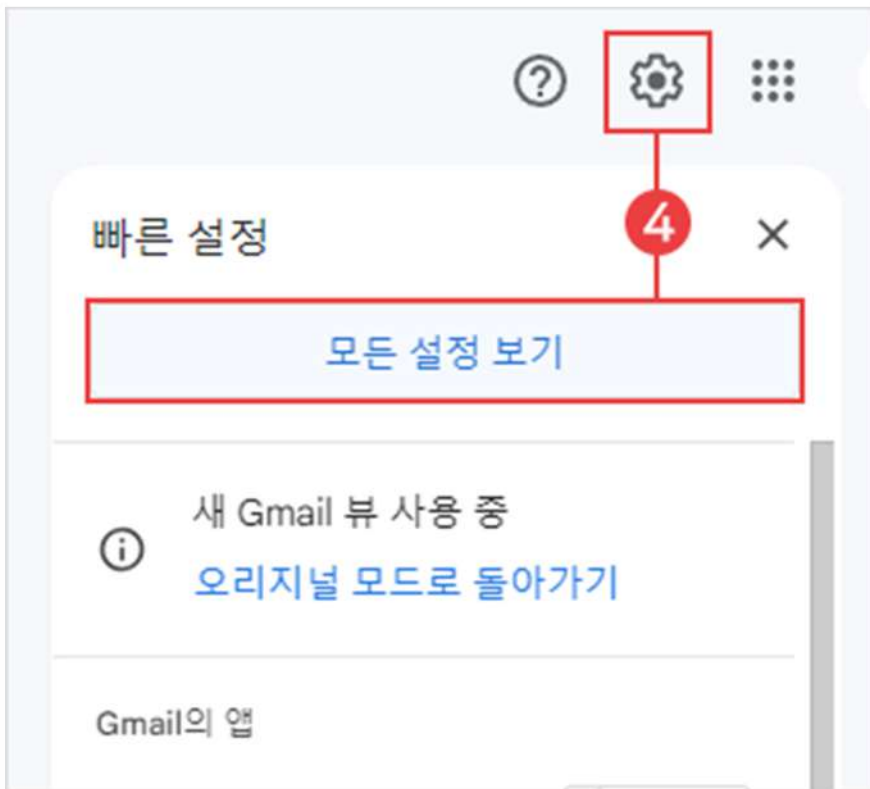 4
빠른 설정
모든 설정 보기
새 Gmail 뷰 사용 중
오리지널 모드로 돌아가기
Gmail의 앱